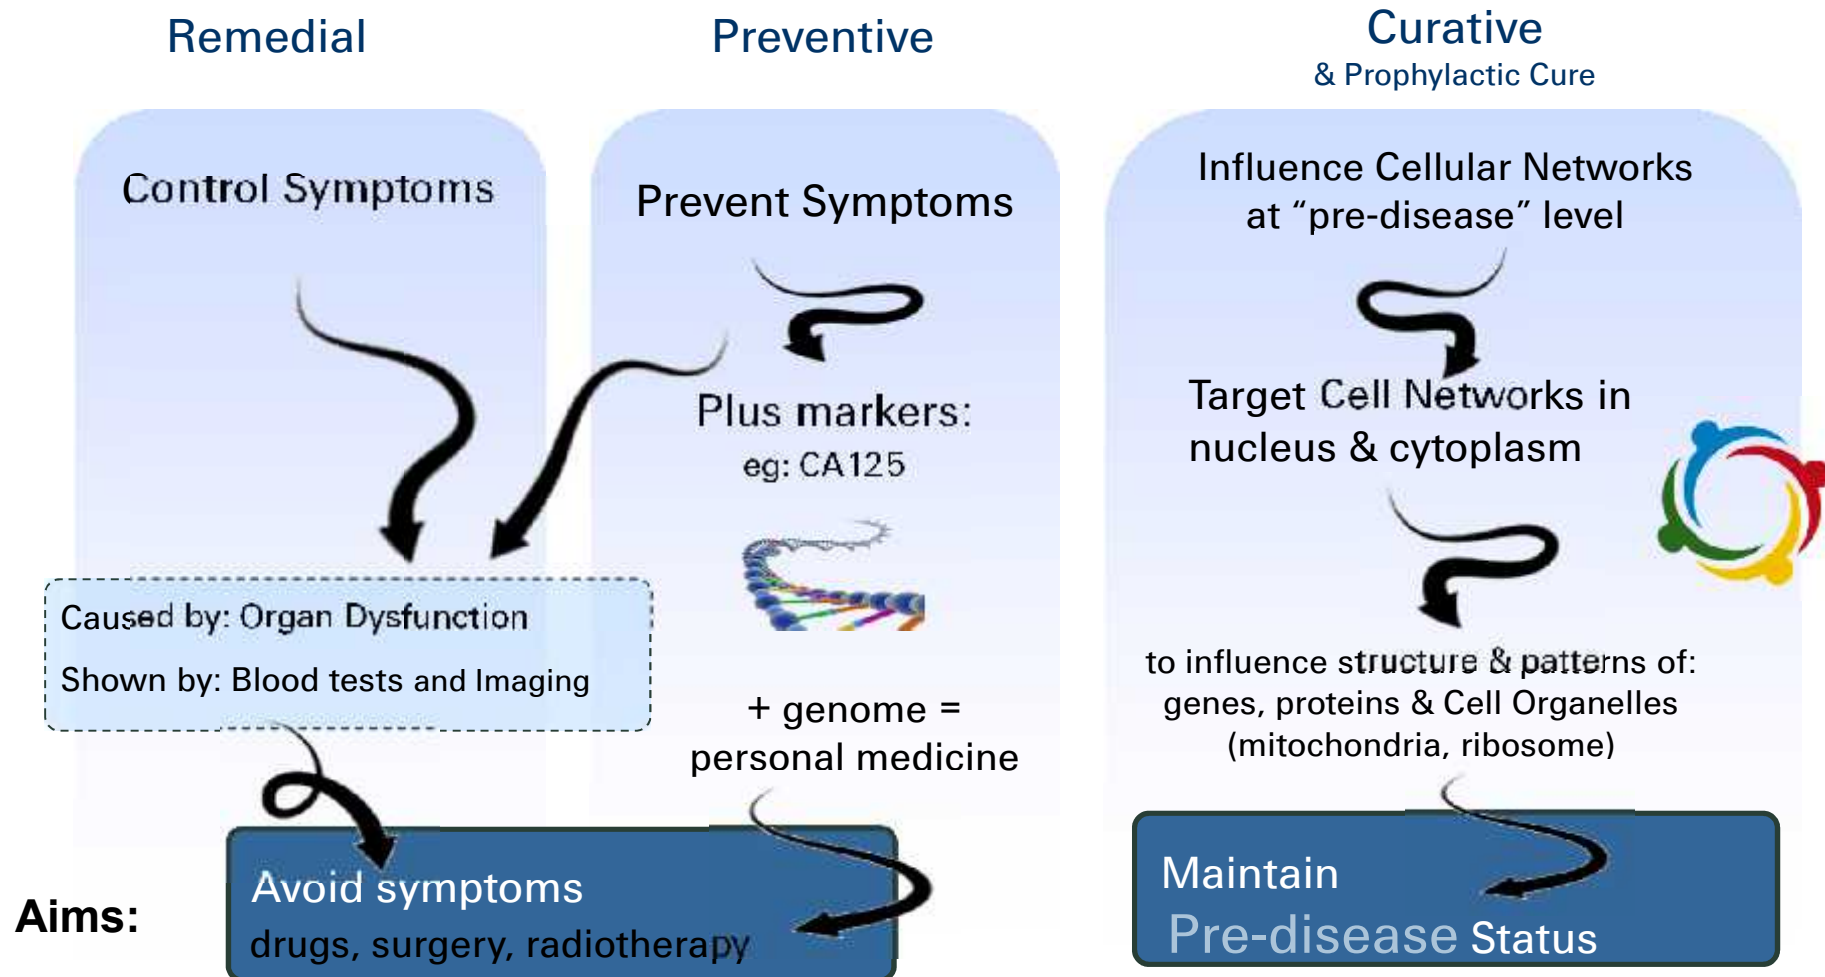 Remedial
Control Symptoms
Preventive
Prevent Symptoms
Plus markers:
eg: CA125
+ genome =
personal medicine
Caused by: Organ Dysfunction
Shown by: Blood tests and Imaging
Curative
& Prophylactic Cure
Influence Cellular Networks
at “pre-disease” level
Target Cell Networks in
nucleus & cytoplasm
to influence structure & patterns of:
genes, proteins & Cell Organelles
(mitochondria, ribosome)
Aims:
Avoid symptoms
drugs, surgery, radiotherapy
Maintain
Pre-disease Status